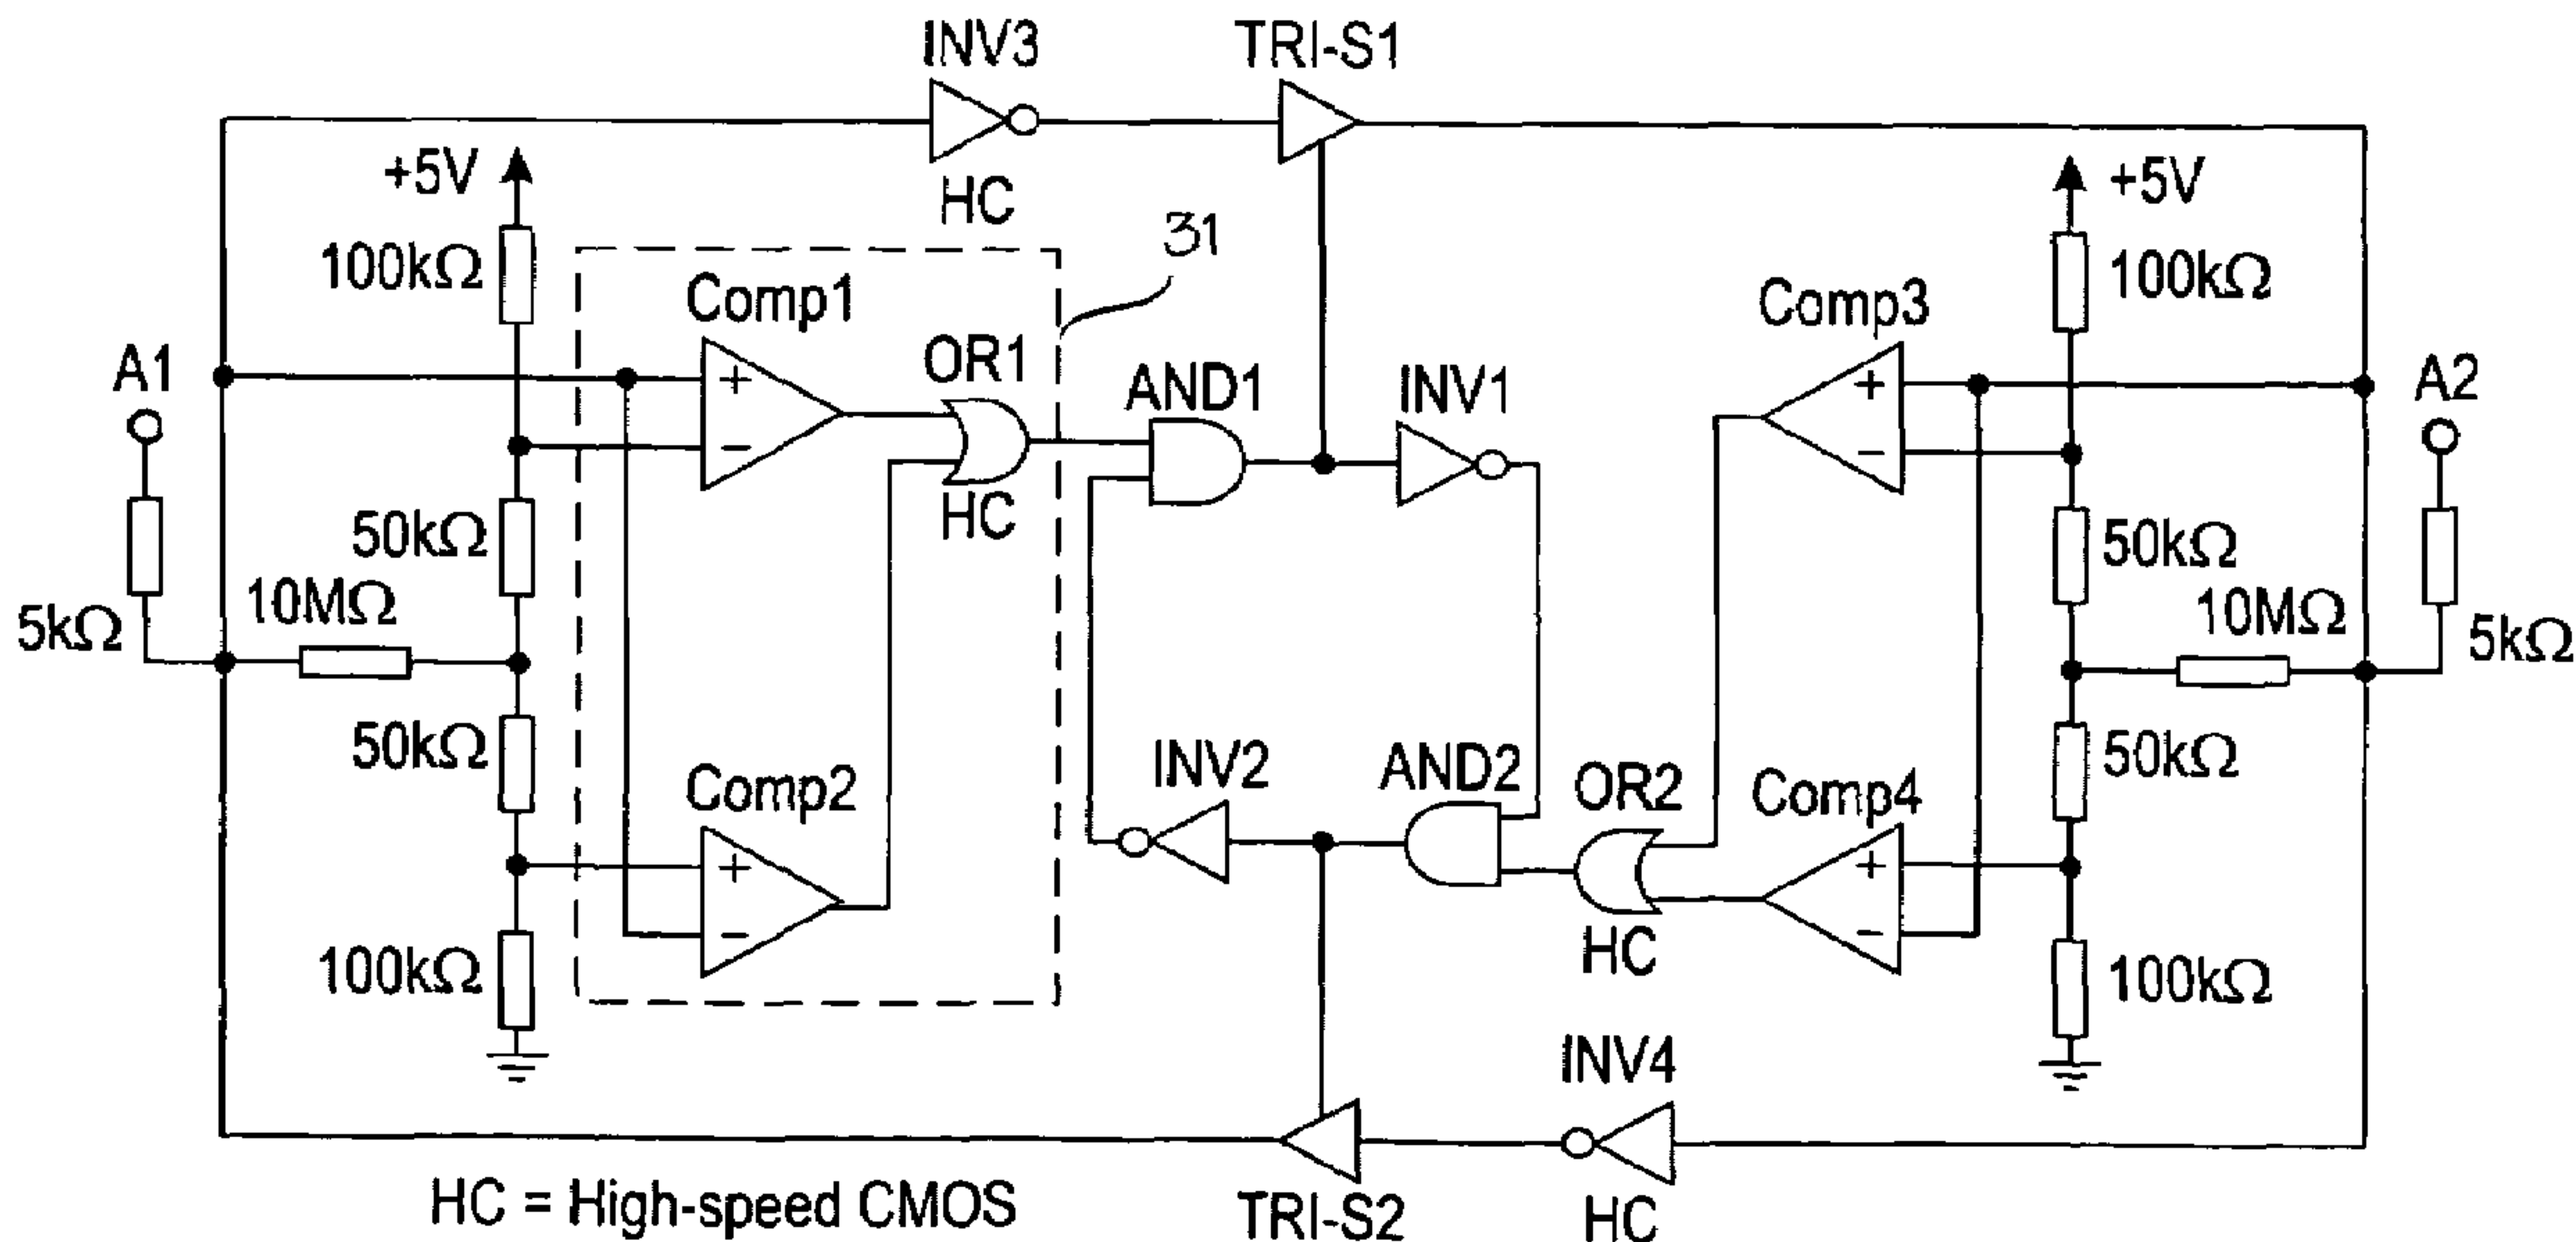 INV3
TRI-S1
+5V
HC
31
+5V
100kΩ
100kΩ
Comp1
Comp3
OR1
A1
AND1
INV1
A2
+
+
−
−
HC
50kΩ
50kΩ
10MΩ
10MΩ
5kΩ
5kΩ
50kΩ
INV2
AND2
OR2
50kΩ
Comp2
Comp4
+
+
−
−
100kΩ
HC
100kΩ
INV4
HC = High-speed CMOS
TRI-S2
HC